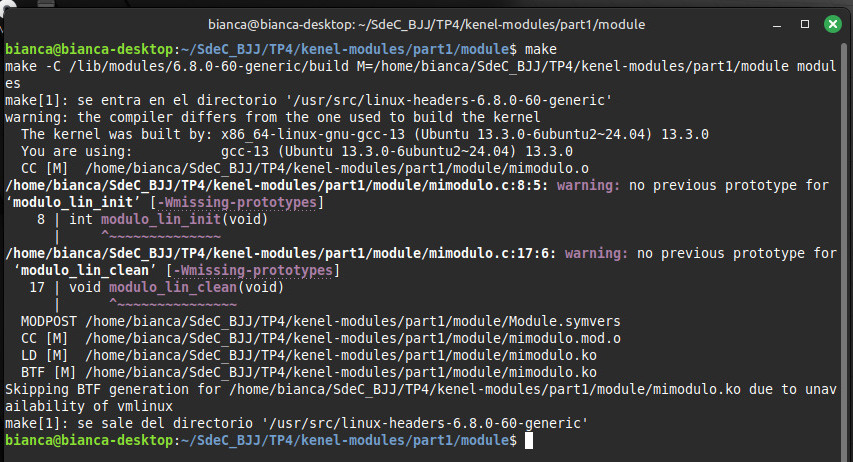 bianca@bianca-desktop: ~/SdeC_BJJ/TP4/kenel-modules/part1/module
bianca@bianca-desktop:~/SdeC_BJJ/TP4/kenel-modules/part1/module$ make
make -C /lib/modules/6.8.0-60-generic/build M=/home/bianca/SdeC_BJJ/TP4/kenel-modules/part1/module modul
es
make[1]: se entra en el directorio '/usr/src/linux-headers-6.8.0-60-generic'
warning: the compiler differs from the one used to build the kernel
  The kernel was built by: x86_64-linux-gnu-gcc-13 (Ubuntu 13.3.0-6ubuntu2~24.04) 13.3.0
  You are using:           gcc-13 (Ubuntu 13.3.0-6ubuntu2~24.04) 13.3.0
  CC [M]  /home/bianca/SdeC_BJJ/TP4/kenel-modules/part1/module/mimodulo.o
/home/bianca/SdeC_BJJ/TP4/kenel-modules/part1/module/mimodulo.c:8:5: warning: no previous prototype for
‘modulo_lin_init’ [-Wmissing-prototypes]
    8 | int modulo_lin_init(void)
      |     ^~~~~~~~~~~~~~~
/home/bianca/SdeC_BJJ/TP4/kenel-modules/part1/module/mimodulo.c:17:6: warning: no previous prototype for
 ‘modulo_lin_clean’ [-Wmissing-prototypes]
   17 | void modulo_lin_clean(void)
      |      ^~~~~~~~~~~~~~~~
  MODPOST /home/bianca/SdeC_BJJ/TP4/kenel-modules/part1/module/Module.symvers
  CC [M]  /home/bianca/SdeC_BJJ/TP4/kenel-modules/part1/module/mimodulo.mod.o
  LD [M]  /home/bianca/SdeC_BJJ/TP4/kenel-modules/part1/module/mimodulo.ko
  BTF [M] /home/bianca/SdeC_BJJ/TP4/kenel-modules/part1/module/mimodulo.ko
Skipping BTF generation for /home/bianca/SdeC_BJJ/TP4/kenel-modules/part1/module/mimodulo.ko due to unav
ailability of vmlinux
make[1]: se sale del directorio '/usr/src/linux-headers-6.8.0-60-generic'
bianca@bianca-desktop:~/SdeC_BJJ/TP4/kenel-modules/part1/module$